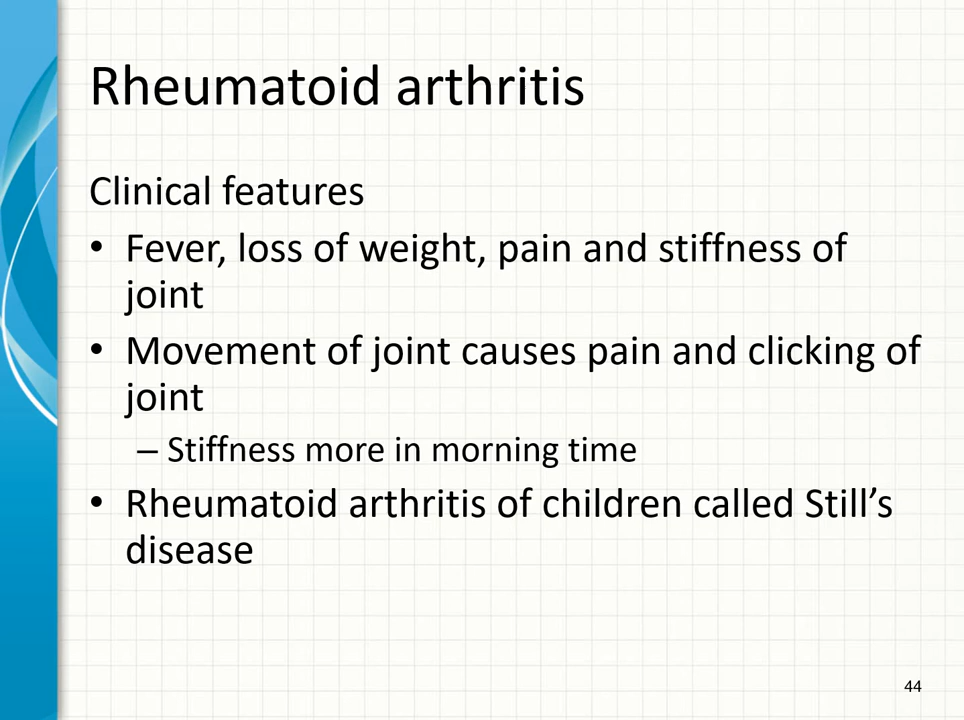 Rheumatoid arthritis
Clinical features
• Fever, loss of weight, pain and stiffness of
joint
• Movement of joint causes pain and clicking of
joint
– Stiffness more in morning time
• Rheumatoid arthritis of children called Still’s
disease
44